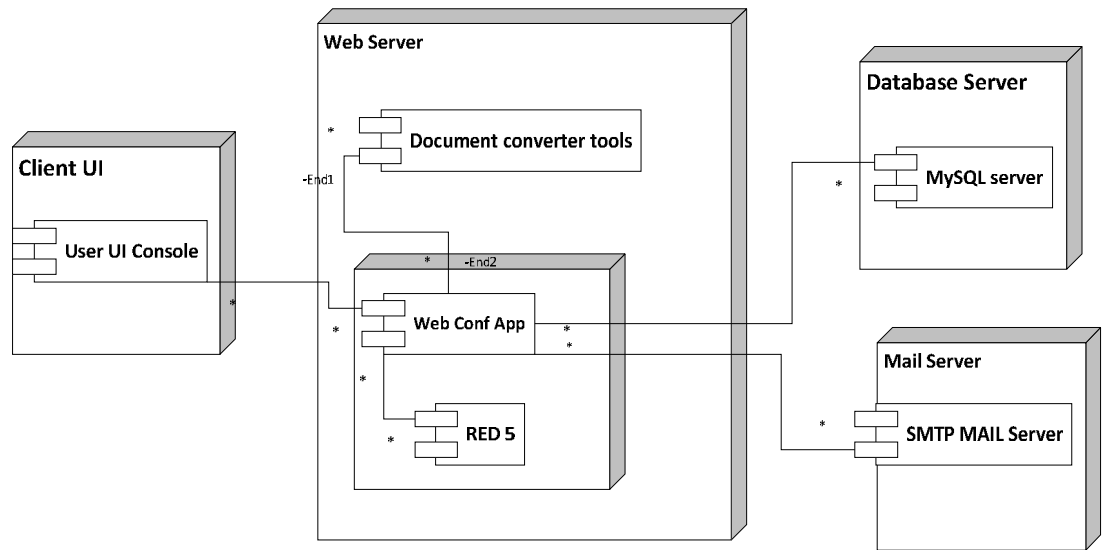 Web Server
Database Server
*
Document converter tools
Client UI
-End1
*
MySQL server
User UI Console
*
-End2
*
*
Web Conf App
*
*
Mail Server
*
*
*
RED 5
SMTP MAIL Server